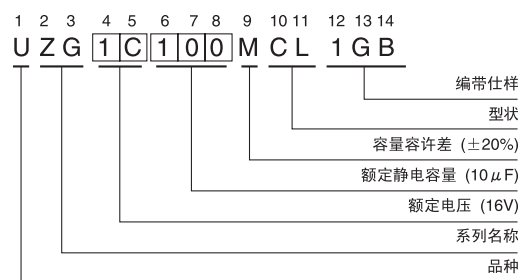 1 2 3 4 5 6 7 8 9 10 11 12 13 14
U Z G 1 C 1 0 0 M C L 1 G B
编带仕样
型状
容量容许差 (±20%)
额定静电容量 (10μF)
额定电压 (16V)
系列名称
品种